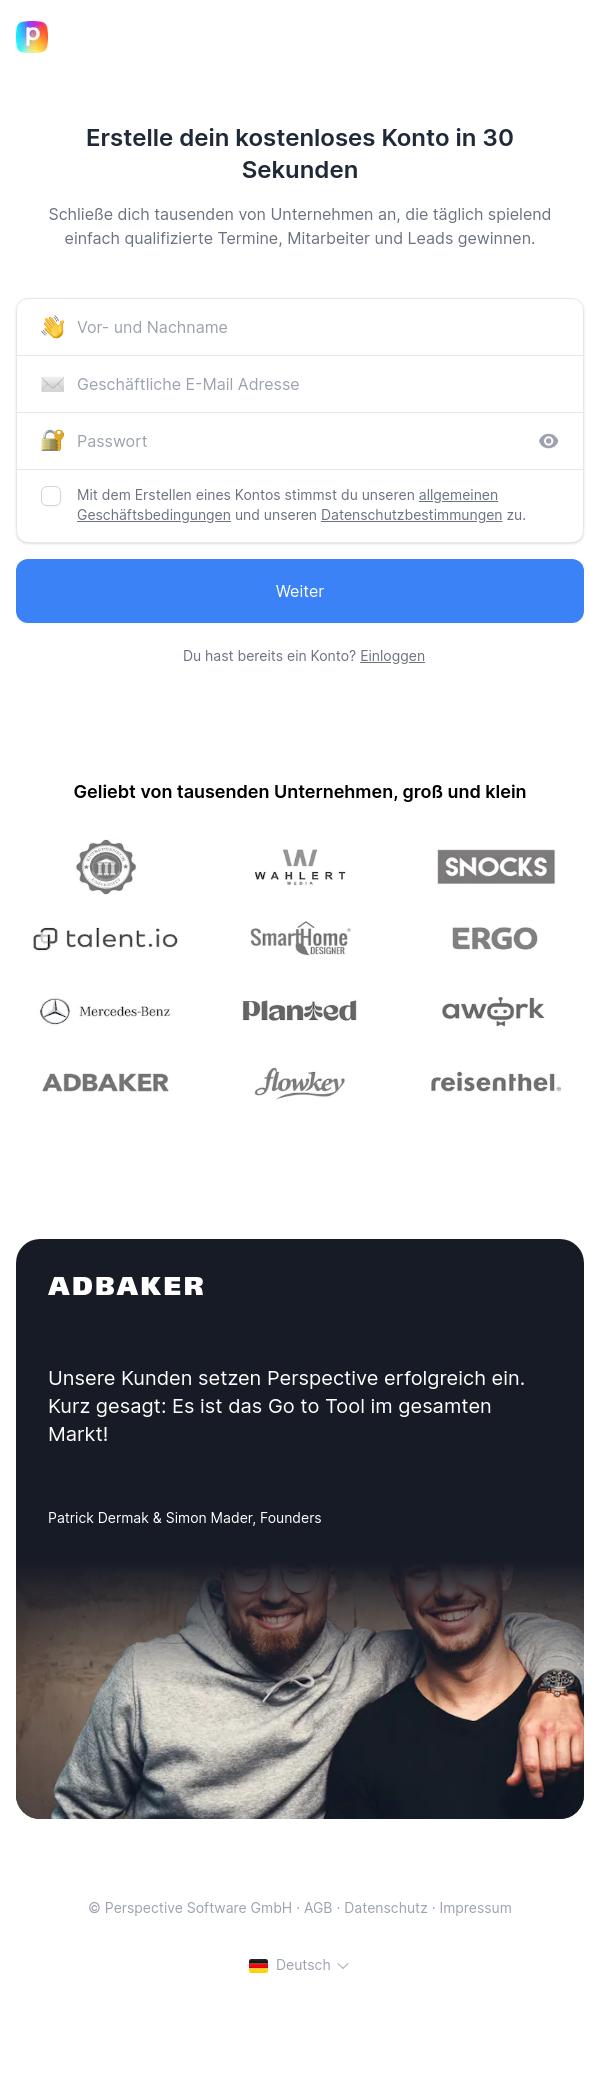 Erstelle dein kostenloses Konto in 30
Sekunden
Schließe dich tausenden von Unternehmen an, die täglich spielend
einfach qualifizierte Termine, Mitarbeiter und Leads gewinnen.
Vor- und Nachname
Geschäftliche E-Mail Adresse
Passwort
Mit dem Erstellen eines Kontos stimmst du unseren allgemeinen
Geschäftsbedingungen und unseren Datenschutzbestimmungen zu.
Weiter
Du hast bereits ein Konto? Einloggen
Geliebt von tausenden Unternehmen, groß und klein
WAHLERT
MEDIA
SNOCKS
talent.io
SmartHome
DESIGNER
ERGO
Mercedes-Benz
Planted
awork
ADBAKER
flowkey
reisenthel
ADBAKER
Unsere Kunden setzen Perspective erfolgreich ein.
Kurz gesagt: Es ist das Go to Tool im gesamten
Markt!
Patrick Dermak & Simon Mader, Founders
© Perspective Software GmbH · AGB · Datenschutz · Impressum
Deutsch